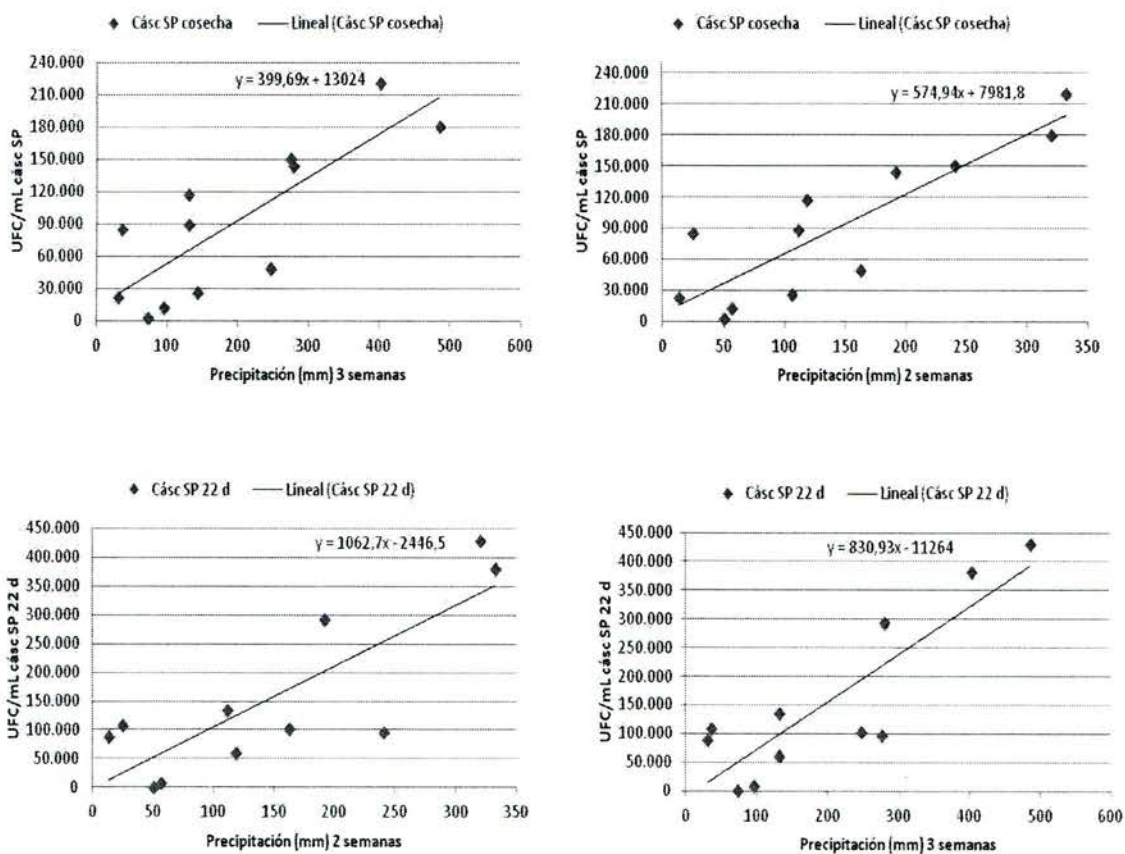 Cásc SP cosecha Lineal (Cásc SP cosecha)
y = 399,69x + 13024
240.000
210.000
180.000
150.000
120.000
90.000
60.000
30.000
0
UFC/mL cásc SP
0 100 200 300 400 500 600
Precipitación (mm) 3 semanas
Cásc SP cosecha Lineal (Cásc SP cosecha)
y = 574,94x + 7981,8
240.000
210.000
180.000
150.000
120.000
90.000
60.000
30.000
0
UFC/mL cásc SP
0 50 100 150 200 250 300 350
Precipitación (mm) 2 semanas
Cásc SP 22 d Lineal (Cásc SP 22 d)
y = 1062,7x - 2446,5
450.000
400.000
350.000
300.000
250.000
200.000
150.000
100.000
50.000
0
UFC/mL cásc SP 22 d
0 50 100 150 200 250 300 350
Precipitación (mm) 2 semanas
Cásc SP 22 d Lineal (Cásc SP 22 d)
y = 830,93x - 11264
450.000
400.000
350.000
300.000
250.000
200.000
150.000
100.000
50.000
0
UFC/mL cásc SP 22 d
0 100 200 300 400 500 600
Precipitación (mm) 3 semanas